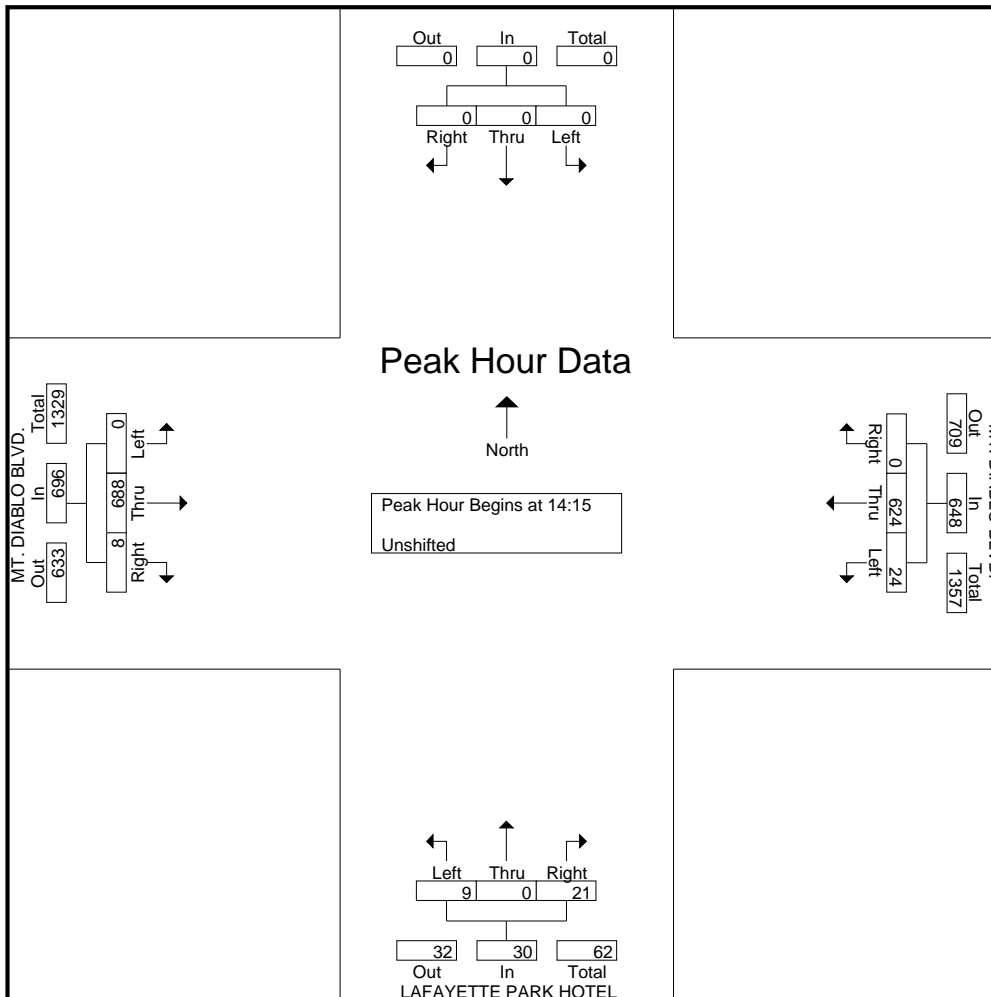 Out In Total
0 0 0
0 0 0
Right Thru Left
Peak Hour Data
North
Peak Hour Begins at 14:15
Unshifted
MT. DIABLO BLVD.
Total In Out
1329 696 633
0 688 8
Left Thru Right
Out In Total
709 648 1357
0 624 24
Right Thru Left
Left Thru Right
9 0 21
32 30 62
Out In Total
LAFAYETTE PARK HOTEL